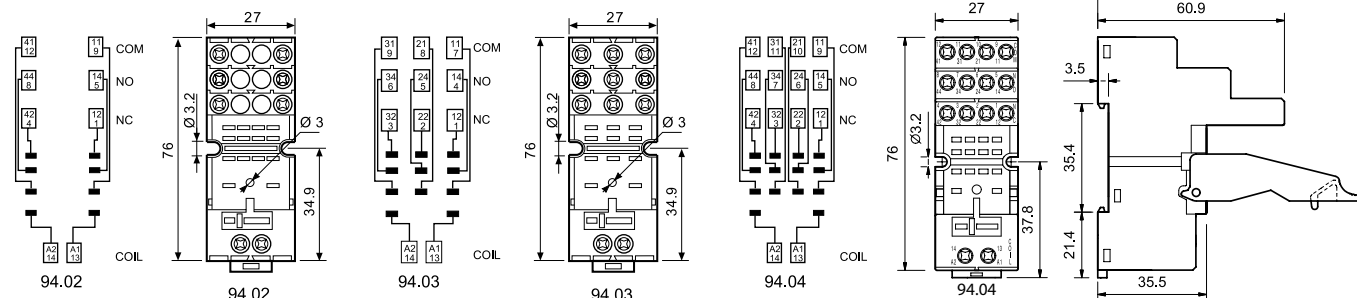 41 12
11 9
COM
44 8
14 5
NO
42 4
12 1
NC
A2 14
A1 13
COIL
94.02
27
76
Ø 3.2
Ø 3
34.9
94.02
31 9
21 8
11 7
COM
34 6
24 5
14 4
NO
32 3
22 2
12 1
NC
A2 14
A1 13
COIL
94.03
27
76
Ø 3.2
Ø 3
34.9
94.03
41 12
31 11
21 10
11 9
COM
44 8
34 7
24 6
14 5
NO
42 4
32 3
22 2
12 1
NC
A2 14
A1 13
COIL
94.04
27
76
Ø3.2
37.8
14
13
A2
A1
COIL
94.04
60.9
3.5
35.4
21.4
35.5